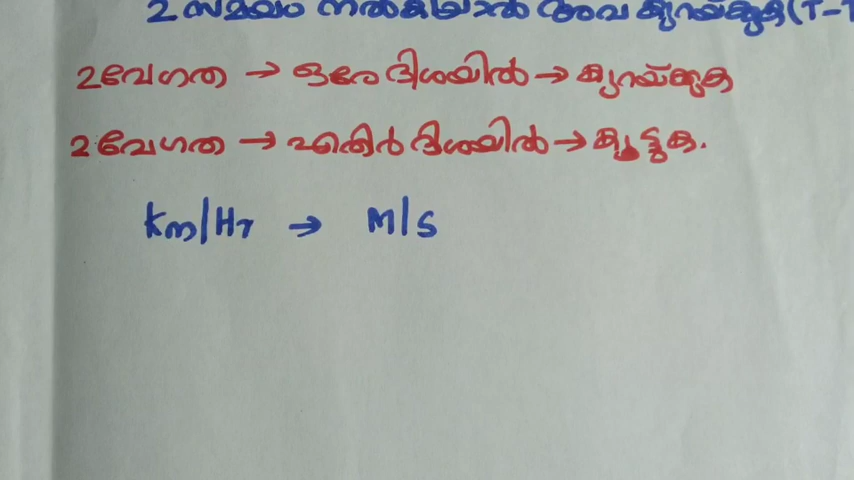 2 സമയം നൽകിയാൽ അവ കുറയ്ക്കുക (T-T
2 വേഗത → ഒരേ ദിശയിൽ → കുറയ്ക്കുക
2 വേഗത → എതിർ ദിശയിൽ → കൂട്ടുക.
Km/Hr → M/S